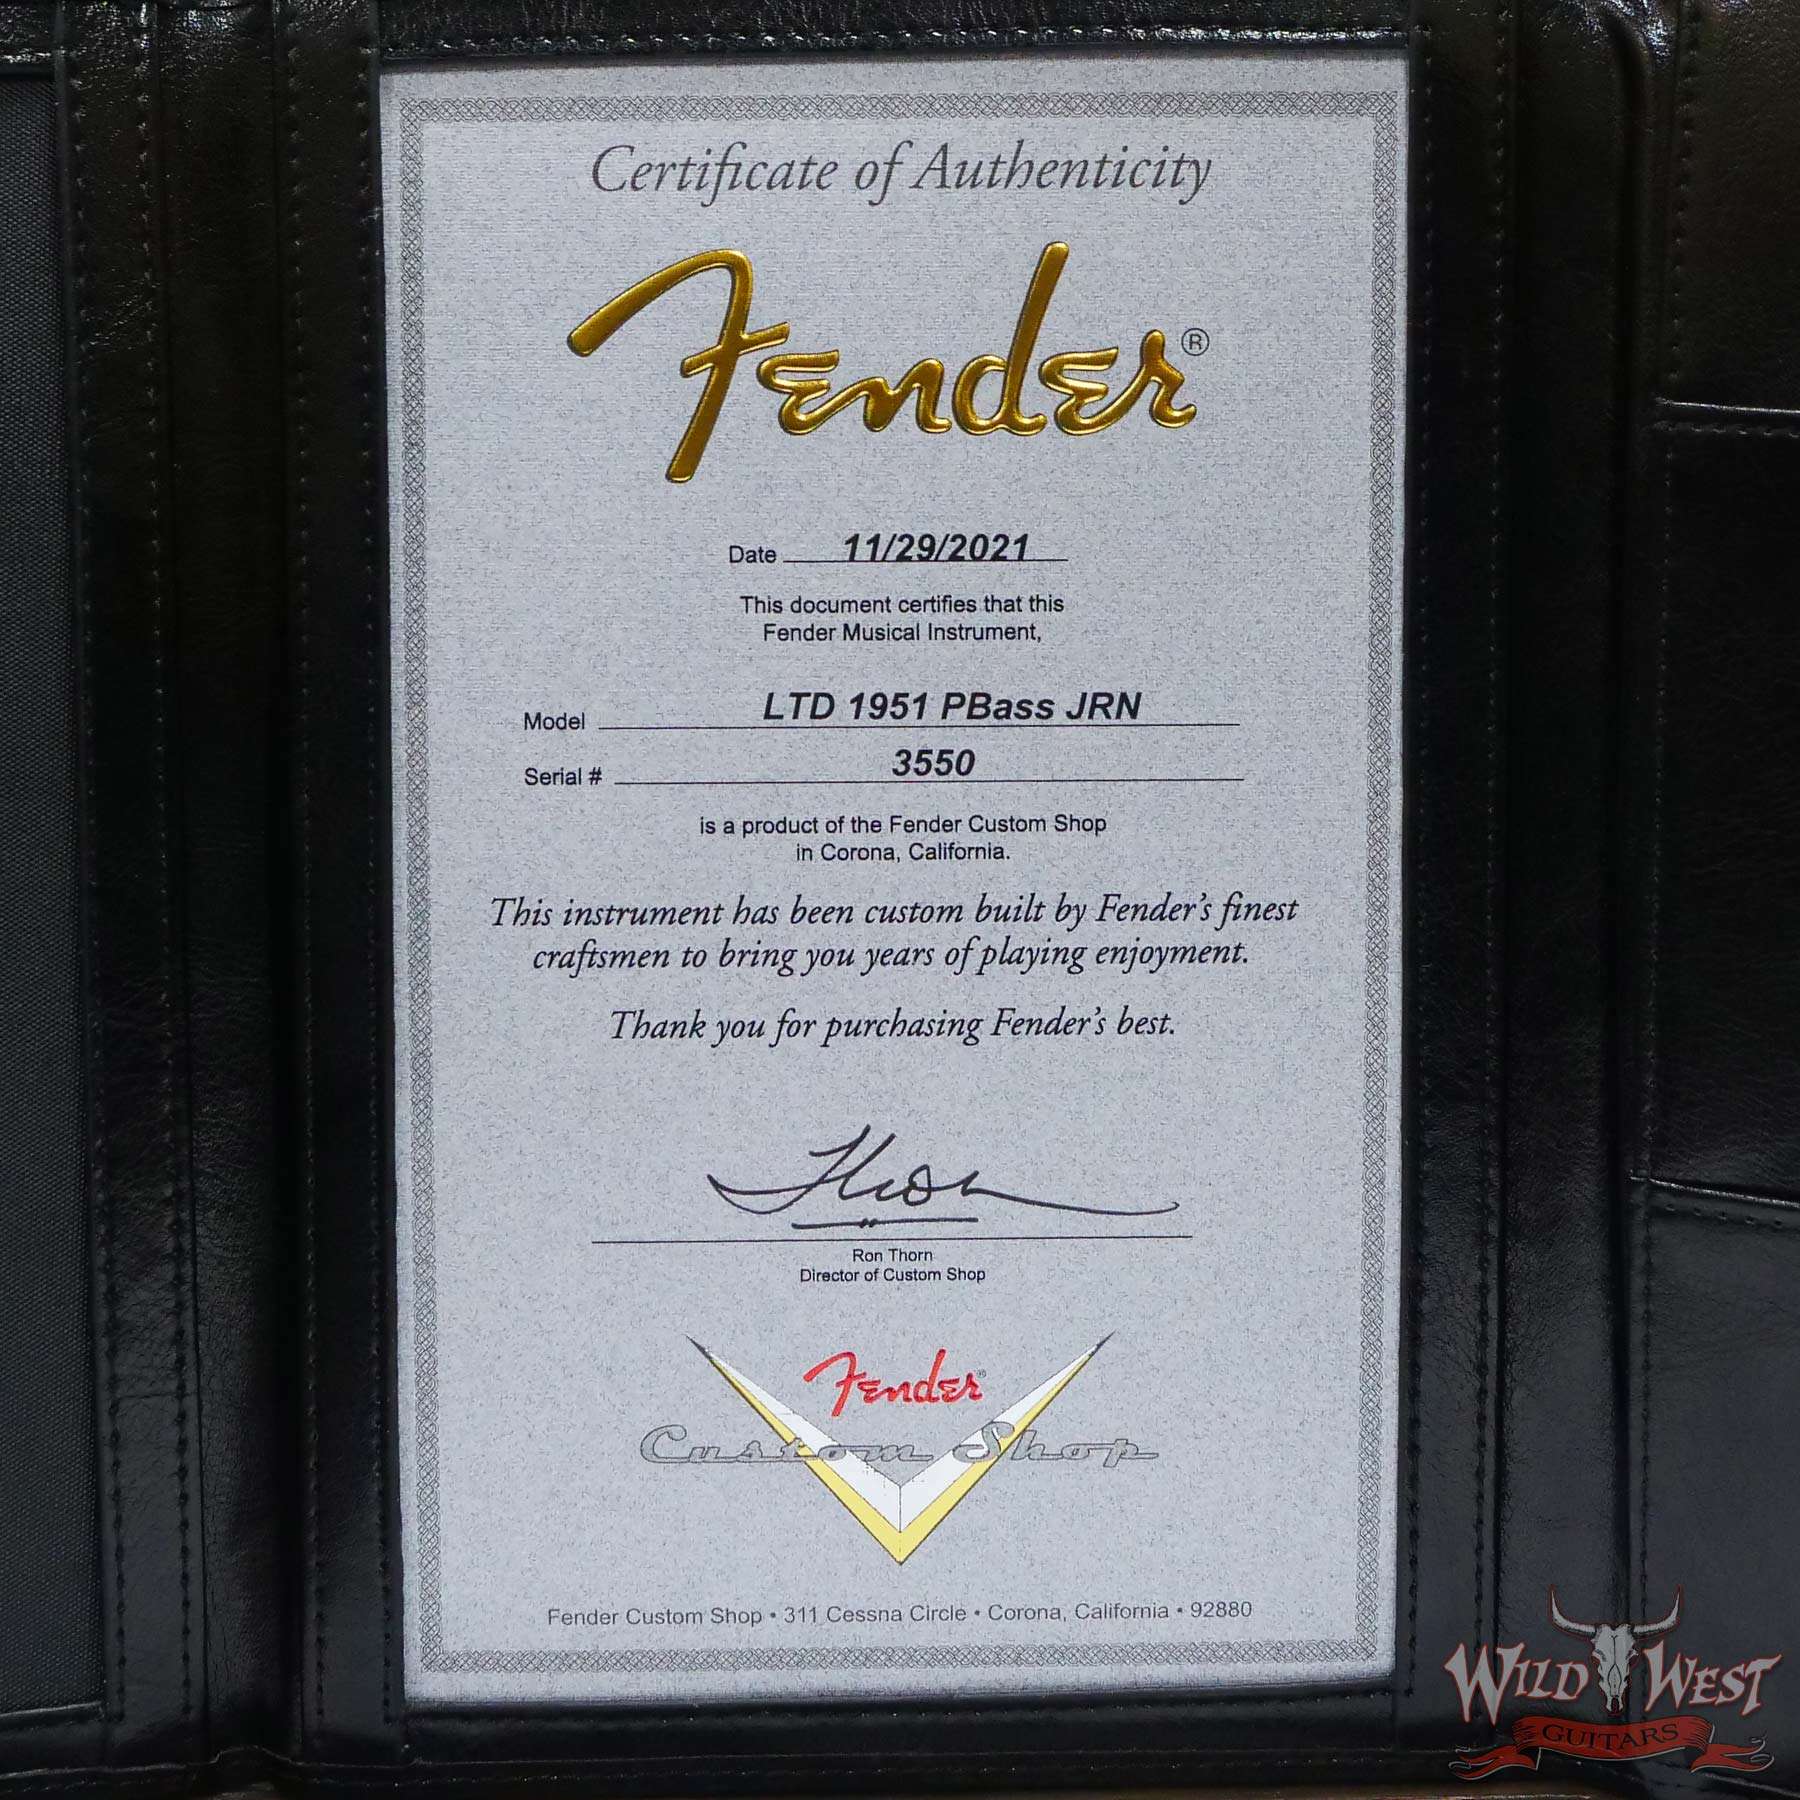 Certificate of Authenticity
Fender®
Date 11/29/2021
This document certifies that this
Fender Musical Instrument,
Model LTD 1951 PBass JRN
Serial # 3550
is a product of the Fender Custom Shop
in Corona, California.
This instrument has been custom built by Fender's finest
craftsmen to bring you years of playing enjoyment.
Thank you for purchasing Fender's best.
Thorn
Ron Thorn
Director of Custom Shop
Fender®
Custom Shop
Fender Custom Shop • 311 Cessna Circle • Corona, California • 92880
WILD WEST
GUITARS